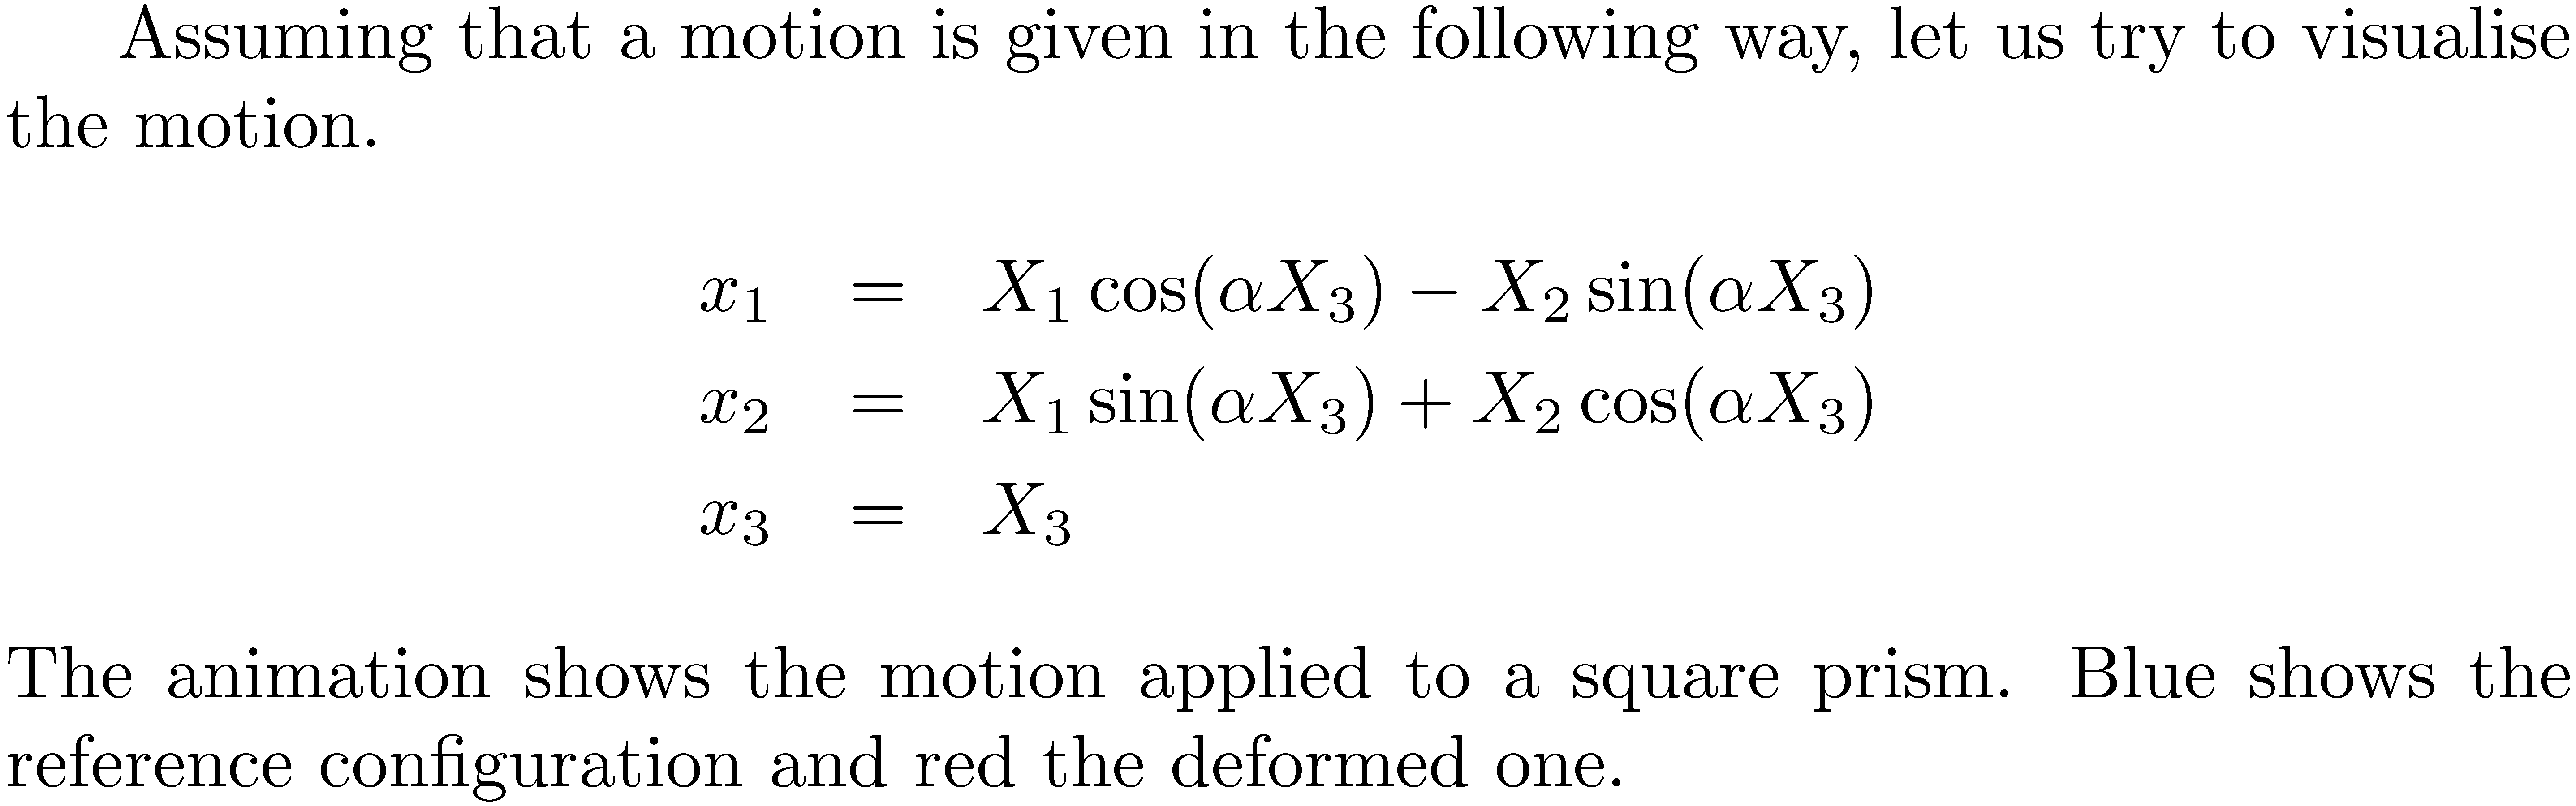 Assuming that a motion is given in the following way, let us try to visualise
the motion.
x₁ = X₁ cos(αX₃) − X₂ sin(αX₃)
x₂ = X₁ sin(αX₃) + X₂ cos(αX₃)
x₃ = X₃
The animation shows the motion applied to a square prism. Blue shows the
reference configuration and red the deformed one.